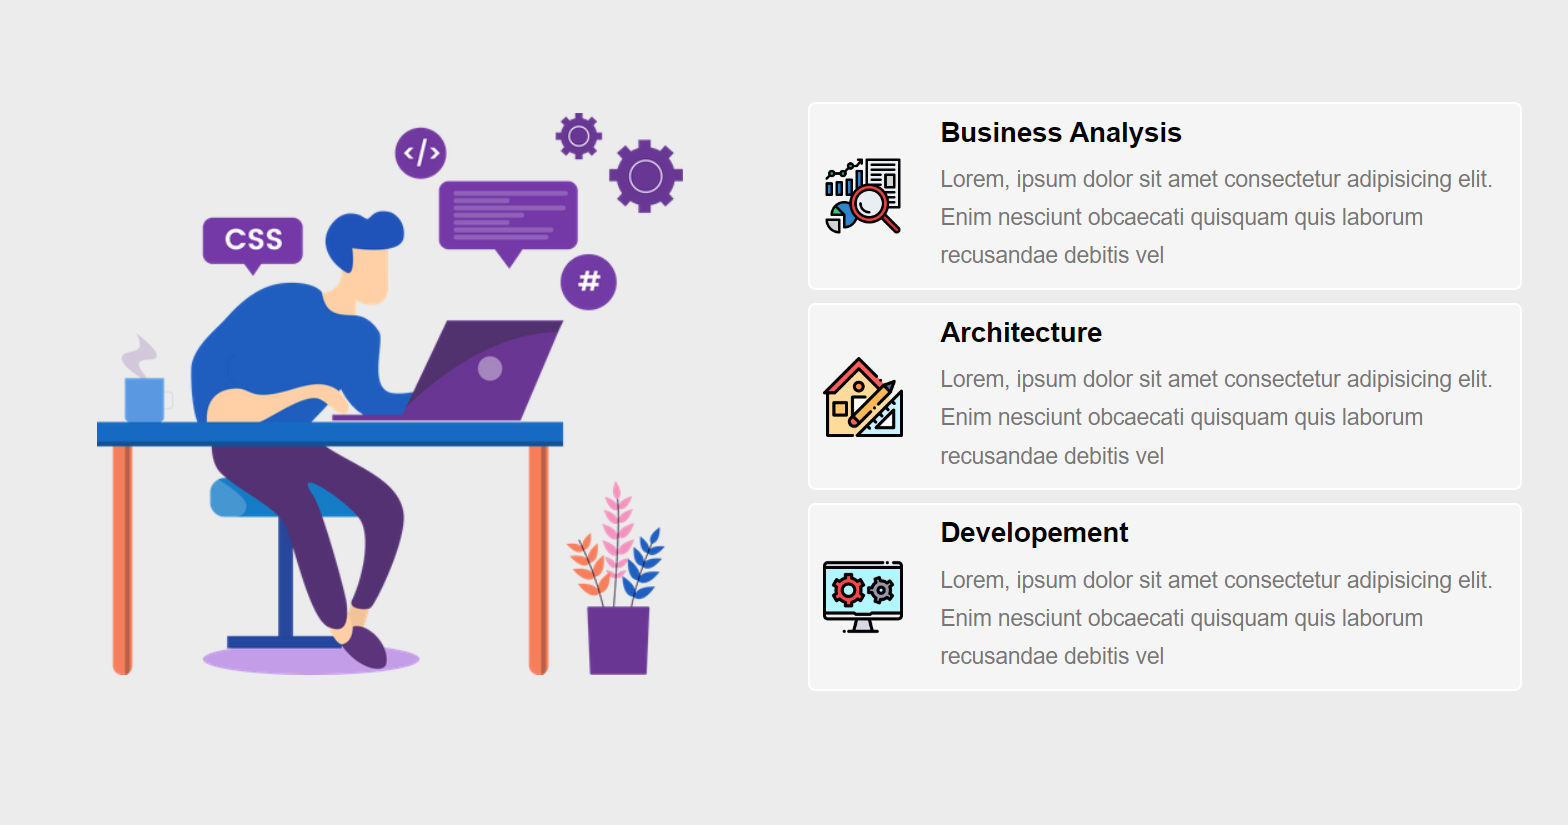 </>
CSS
#
Business Analysis
Lorem, ipsum dolor sit amet consectetur adipisicing elit.
Enim nesciunt obcaecati quisquam quis laborum
recusandae debitis vel
Architecture
Lorem, ipsum dolor sit amet consectetur adipisicing elit.
Enim nesciunt obcaecati quisquam quis laborum
recusandae debitis vel
Developement
Lorem, ipsum dolor sit amet consectetur adipisicing elit.
Enim nesciunt obcaecati quisquam quis laborum
recusandae debitis vel